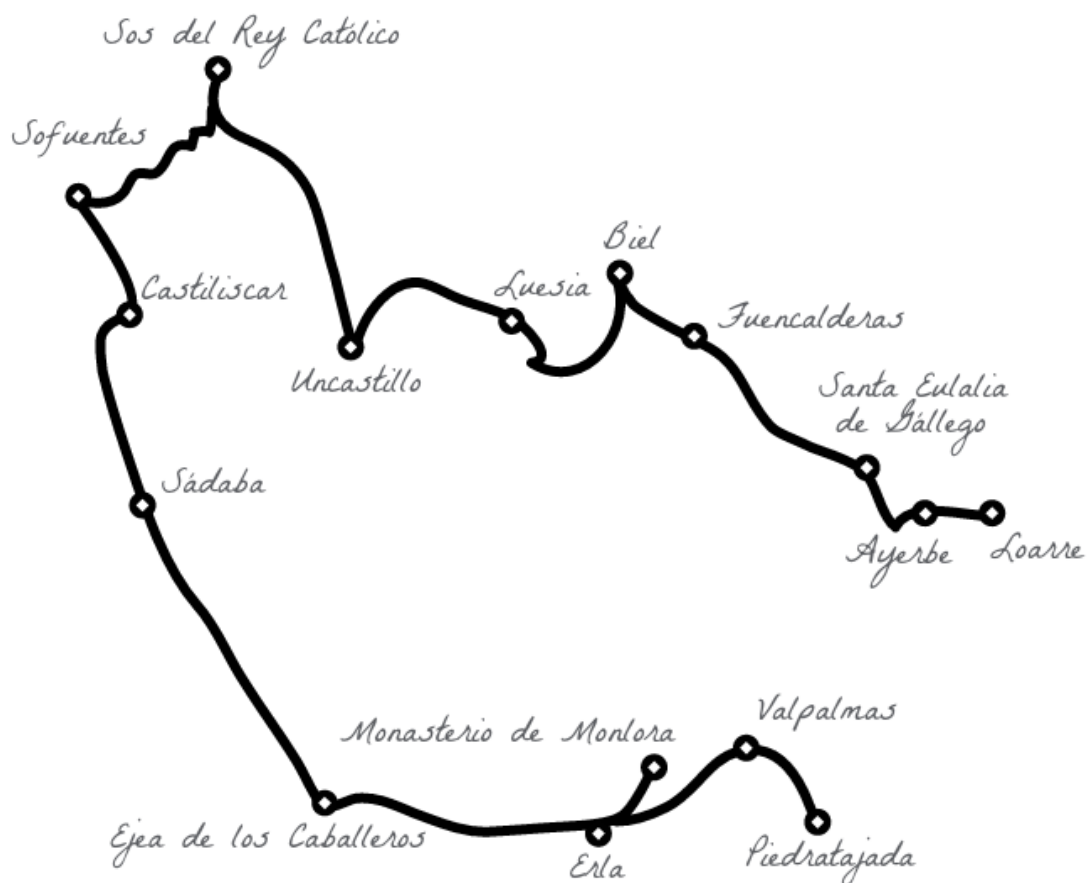 Sos del Rey Católico
Sofuentes
Biel
Castiliscar
Luesia
Fuencalderas
Uncastillo
Santa Eulalia
de Gállego
Sádaba
Ayerbe
Loarre
Valpalmas
Monasterio de Monlora
Ejea de los Caballeros
Erla
Piedratajada